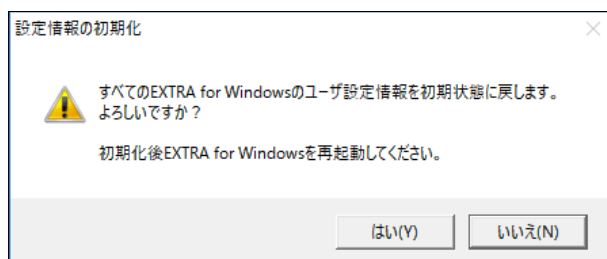 設定情報の初期化
すべてのEXTRA for Windowsのユーザ設定情報を初期状態に戻します。
よろしいですか？
初期化後EXTRA for Windowsを再起動してください。
はい(Y)
いいえ(N)